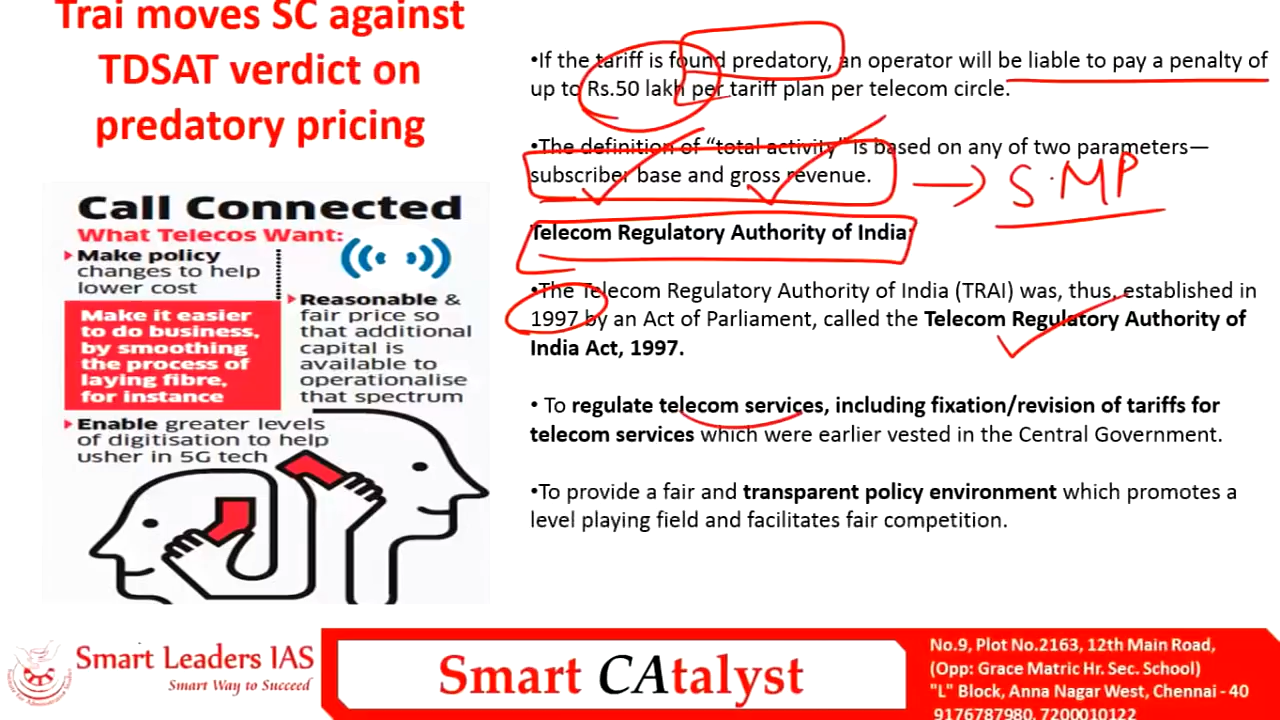 Trai moves SC against
TDSAT verdict on
predatory pricing
Call Connected
What Telecos Want:
Make policy
changes to help
lower cost
Make it easier
to do business,
by smoothing
the process of
laying fibre,
for instance
Reasonable &
fair price so
that additional
capital is
available to
operationalise
that spectrum
Enable greater levels
of digitisation to help
usher in 5G tech
•If the tariff is found predatory, an operator will be liable to pay a penalty of
up to Rs.50 lakh per tariff plan per telecom circle.
•The definition of “total activity” is based on any of two parameters—
subscriber base and gross revenue.
S.MP
Telecom Regulatory Authority of India:
•The Telecom Regulatory Authority of India (TRAI) was, thus, established in
1997 by an Act of Parliament, called the Telecom Regulatory Authority of
India Act, 1997.
• To regulate telecom services, including fixation/revision of tariffs for
telecom services which were earlier vested in the Central Government.
•To provide a fair and transparent policy environment which promotes a
level playing field and facilitates fair competition.
Smart Leaders IAS
Smart Way to Succeed
Smart CAtalyst
No.9, Plot No.2163, 12th Main Road,
(Opp: Grace Matric Hr. Sec. School)
"L" Block, Anna Nagar West, Chennai - 40
9176787980, 7200010122